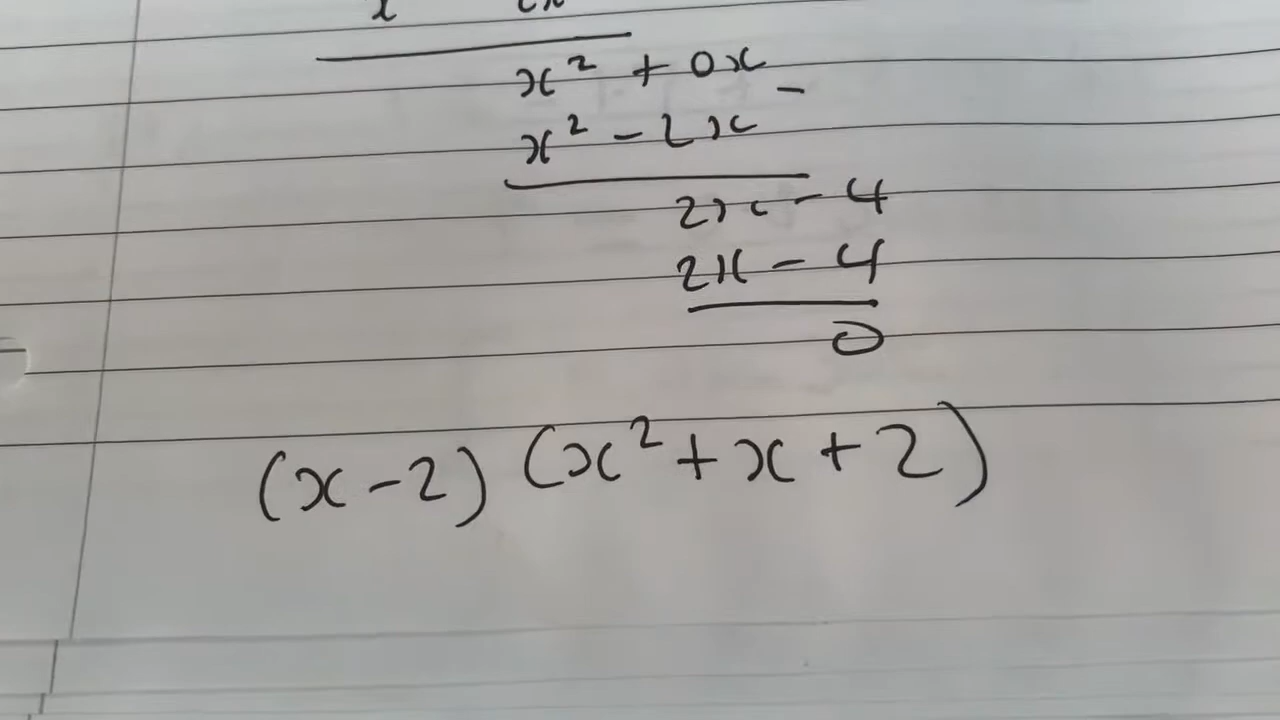 x² + 0x
x² - 2x -
2x - 4
2x - 4
0
(x-2) (x² + x + 2)